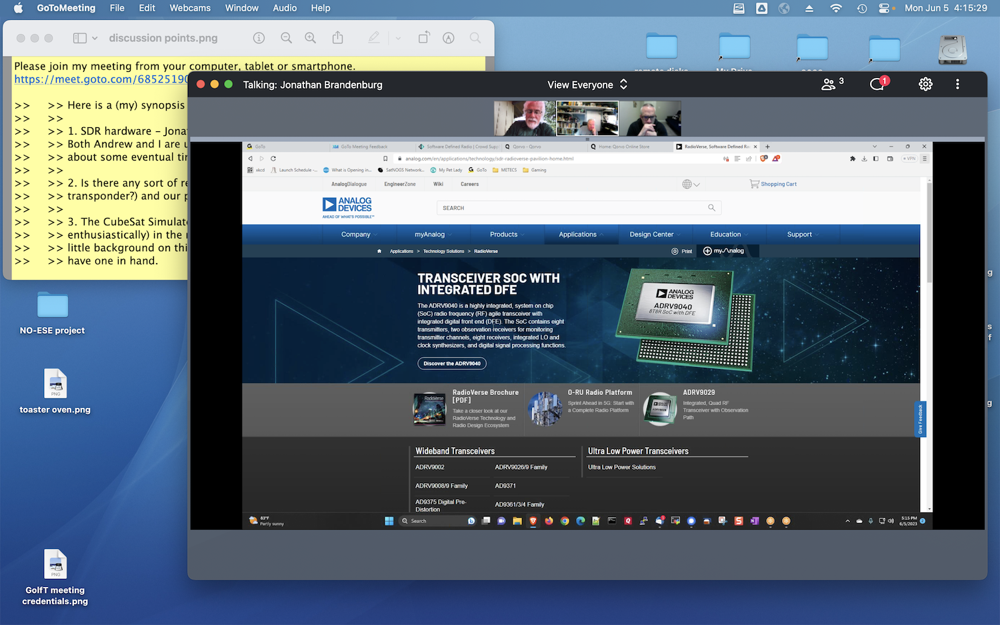 GoToMeeting File Edit Webcams Window Audio Help
Mon Jun 5 4:15:29
discussion points.png
Please join my meeting from your computer, tablet or smartphone.
https://meet.goto.com/68525190
>> >> Here is a (my) synopsis
>> >>
>> >> 1. SDR hardware – Jona
>> >> Both Andrew and I are u
>> >> about some eventual tin
>> >>
>> >> 2. Is there any sort of re
>> >> transponder?) and our p
>> >>
>> >> 3. The CubeSat Simulato
>> >> enthusiastically) in the
>> >> little background on thi
>> >> have one in hand.
My Drive
Talking: Jonathan Brandenburg
View Everyone
3
1
GoTo
GoTo Meeting Feedback
Software Defined Radio | Crowd Supp
Qorvo - Qorvo
Home: Qorvo Online Store
RadioVerse, Software Defined Ra
analog.com/en/applications/technology/sdr-radioverse-pavilion-home.html
VPN
xkcd
Launch Schedule -...
What is Opening in...
SatNOGS Network...
My Pet Lady
GoTo
METECS
Gaming
AnalogDialogue EngineerZone Wiki Careers
Shopping Cart
ANALOG
DEVICES
AHEAD OF WHAT'S POSSIBLE™
SEARCH
Company myAnalog Products Applications Design Center Education Support
Applications > Technology Solutions > RadioVerse
Print
myAnalog
TRANSCEIVER SOC WITH
INTEGRATED DFE
The ADRV9040 is a highly integrated, system on chip
(SoC) radio frequency (RF) agile transceiver with
integrated digital front end (DFE). The SoC contains eight
transmitters, two observation receivers for monitoring
transmitter channels, eight receivers, integrated LO and
clock synthesizers, and digital signal processing functions.
Discover the ADRV9040
ANALOG
DEVICES
ADRV9040
8T8R SoC with DFE
RadioVerse
RadioVerse Brochure
[PDF]
Take a closer look at our
RadioVerse Technology and
Radio Design Ecosystem
O-RU Radio Platform
Sprint Ahead in 5G: Start with
a Complete Radio Platform
ADRV9029
Integrated, Quad RF
Transceiver with Observation
Path
Give Feedback
Wideband Transceivers
ADRV9002
ADRV9026/9 Family
ADRV9008/9 Family
AD9371
AD9375 Digital Pre-
Distortion
AD9361/3/4 Family
Ultra Low Power Transceivers
Ultra Low Power Solutions
83°F
Partly sunny
Search
5:15 PM
6/5/2023
NO-ESE project
PNG
toaster oven.png
PNG
GoIfT meeting
credentials.png